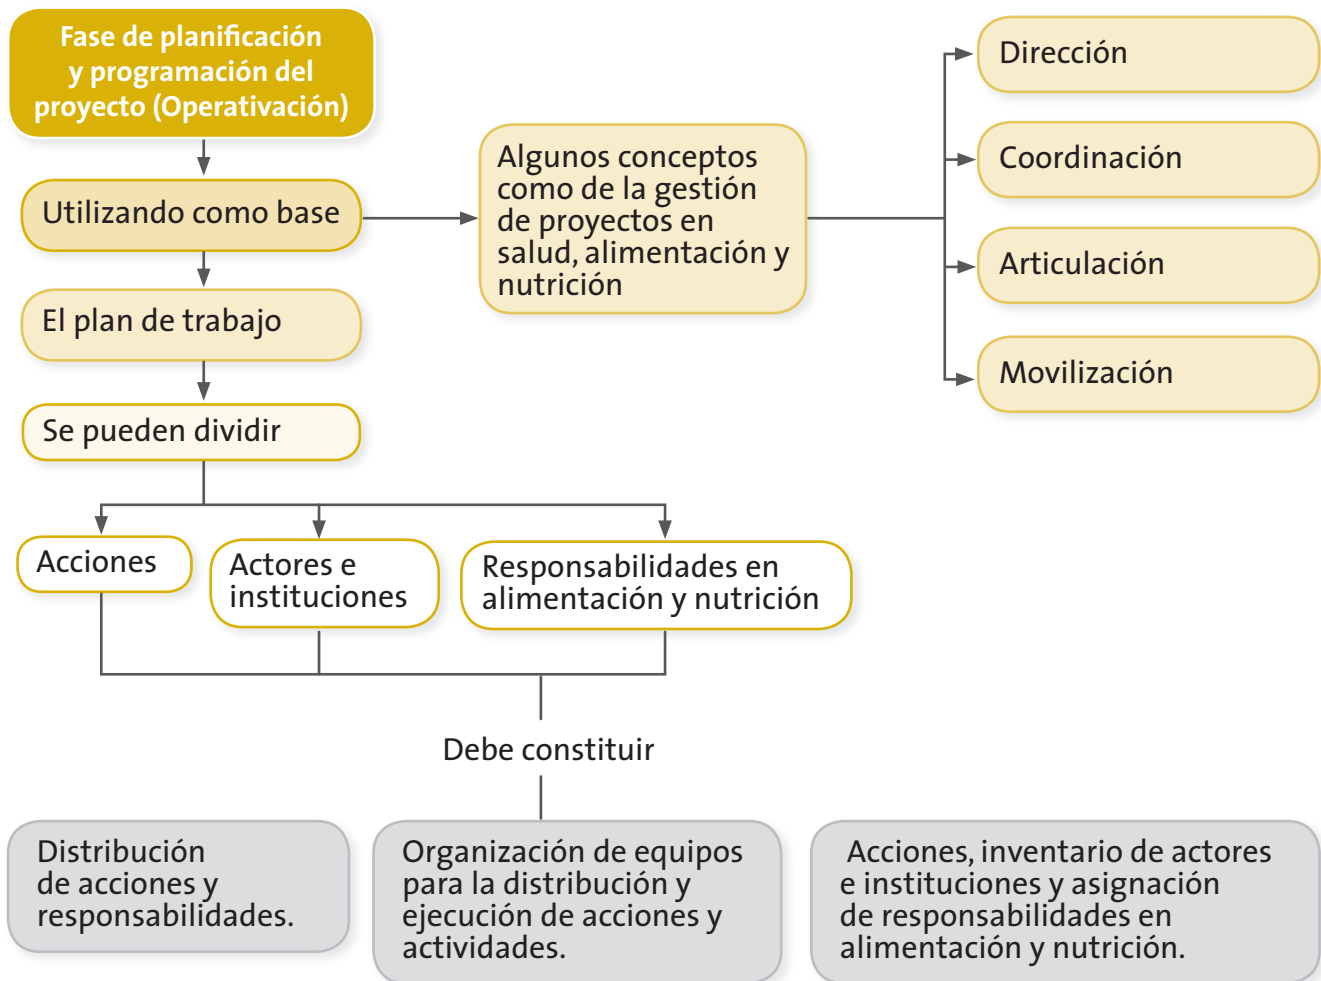 Fase de planificación
y programación del
proyecto (Operativación)
Utilizando como base
El plan de trabajo
Se pueden dividir
Algunos conceptos
como de la gestión
de proyectos en
salud, alimentación y
nutrición
Dirección
Coordinación
Articulación
Movilización
Acciones
Actores e
instituciones
Responsabilidades en
alimentación y nutrición
Debe constituir
Distribución
de acciones y
responsabilidades.
Organización de equipos
para la distribución y
ejecución de acciones y
actividades.
Acciones, inventario de actores
e instituciones y asignación
de responsabilidades en
alimentación y nutrición.